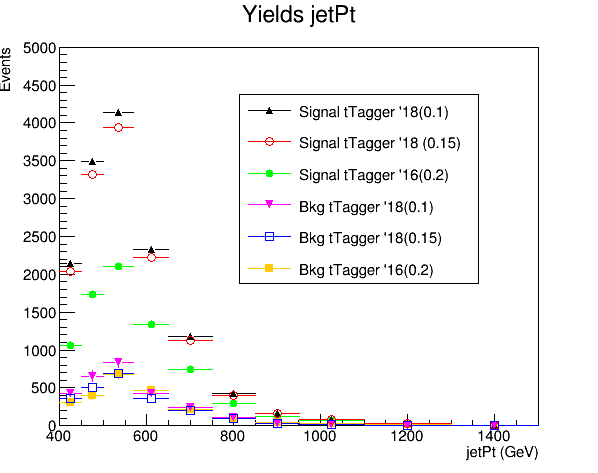 Yields jetPt
Events
5000
4500
4000
3500
3000
2500
2000
1500
1000
500
0
Signal tTagger '18(0.1)
Signal tTagger '18 (0.15)
Signal tTagger '16(0.2)
Bkg tTagger '18(0.1)
Bkg tTagger '18(0.15)
Bkg tTagger '16(0.2)
400 600 800 1000 1200 1400
jetPt (GeV)